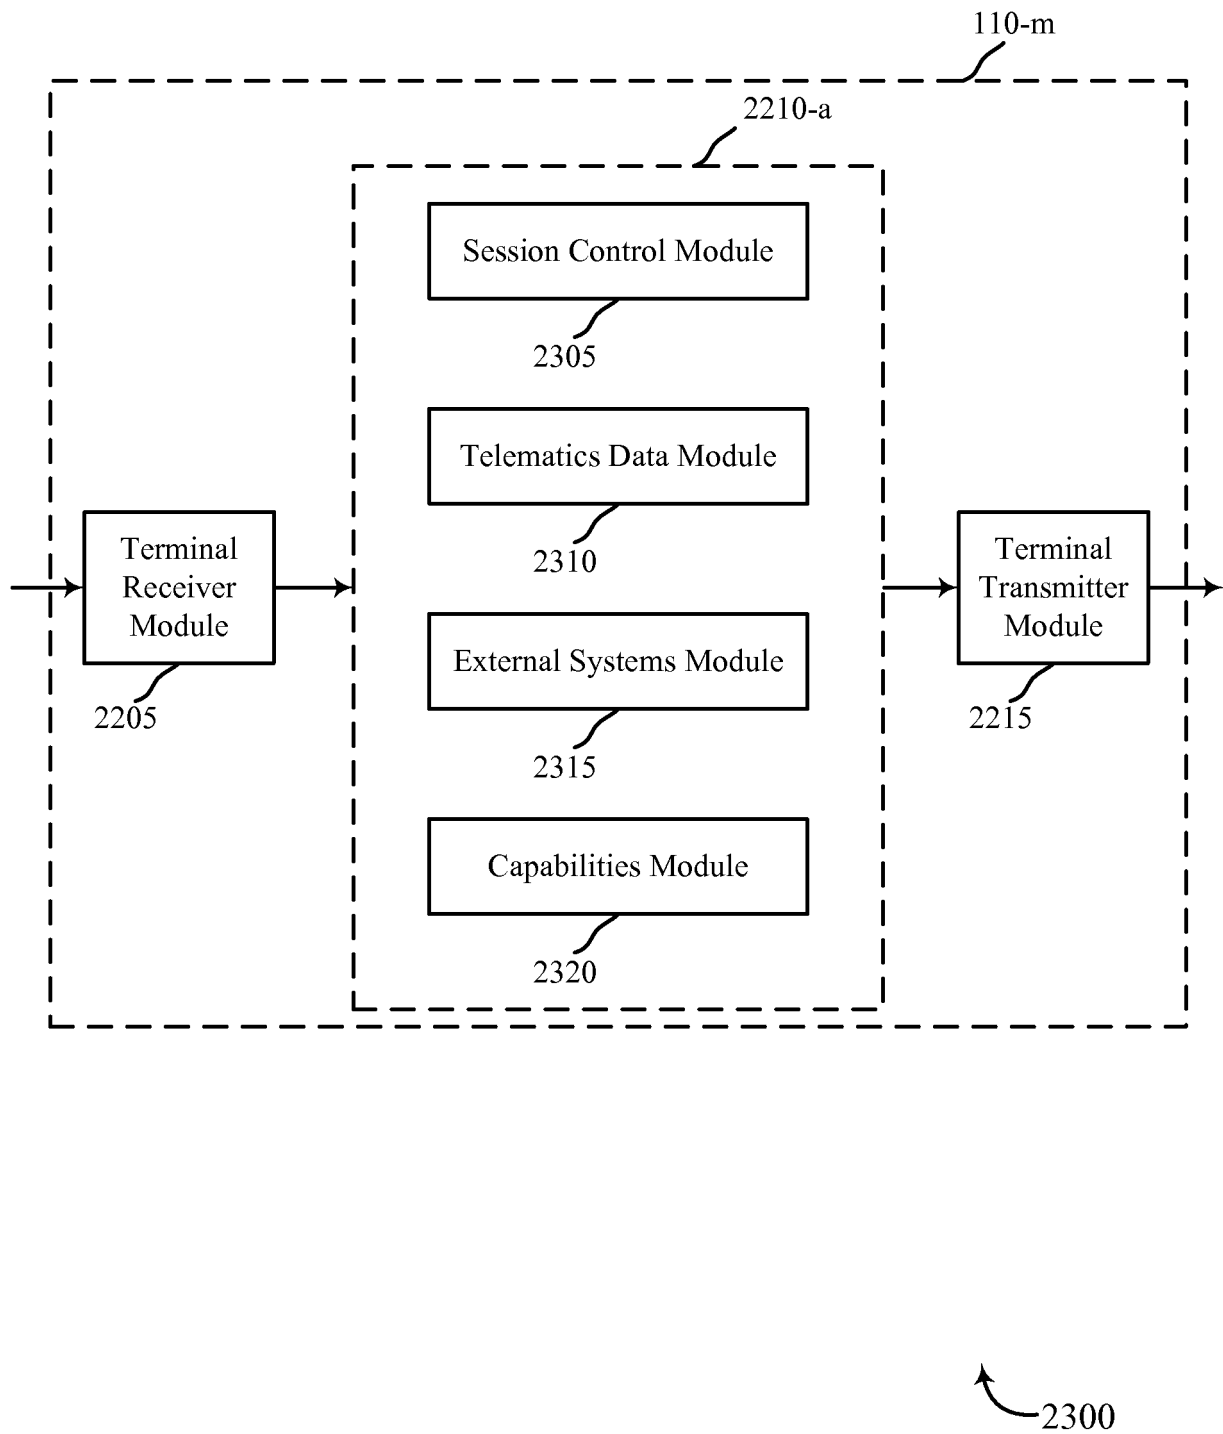 110-m
2210-a
Session Control Module
2305
Telematics Data Module
2310
Terminal
Receiver
Module
2205
External Systems Module
2315
Terminal
Transmitter
Module
2215
Capabilities Module
2320
2300